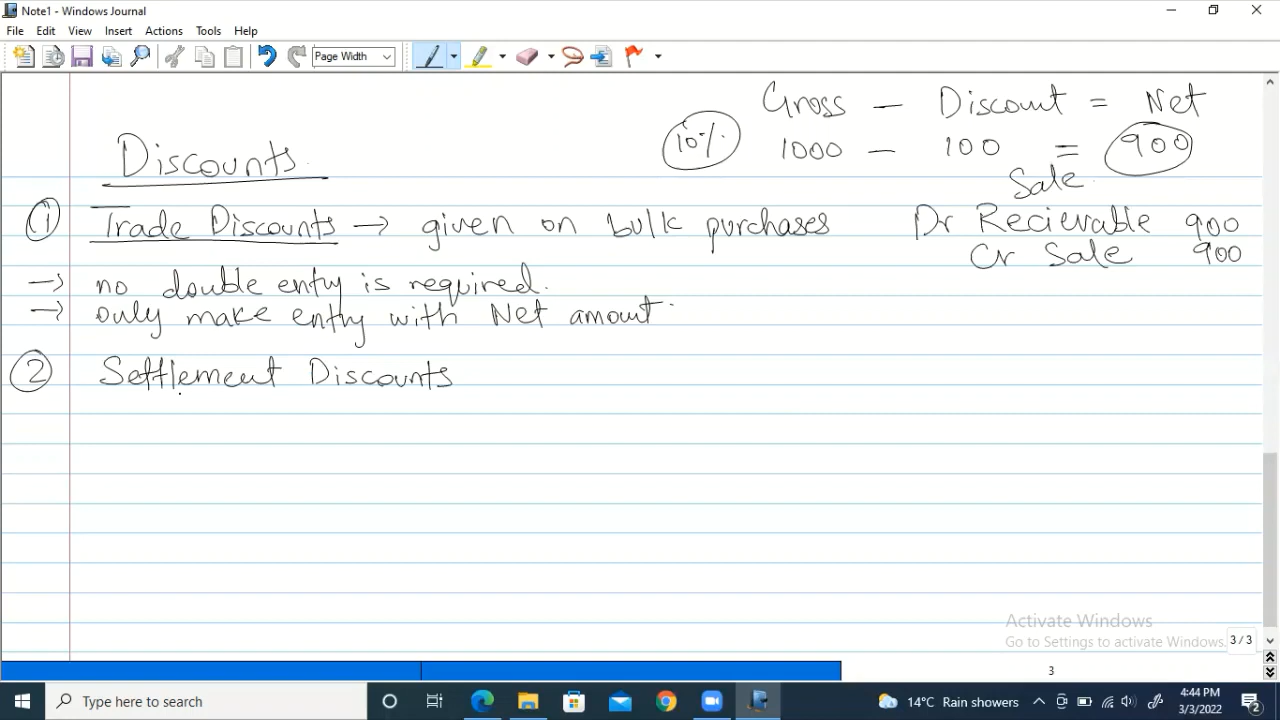 Note1 - Windows Journal
File Edit View Insert Actions Tools Help
Page Width
Gross - Discount = Net
10% 1000 - 100 = 900
Discounts
Sale
① Trade Discounts → given on bulk purchases
Dr Recievable 900
Cr Sale 900
→ no double entry is required.
→ only make entry with Net amount.
② Settlement Discounts
Activate Windows
Go to Settings to activate Windows.
3 / 3
3
Type here to search
14°C Rain showers
4:44 PM
3/3/2022
2